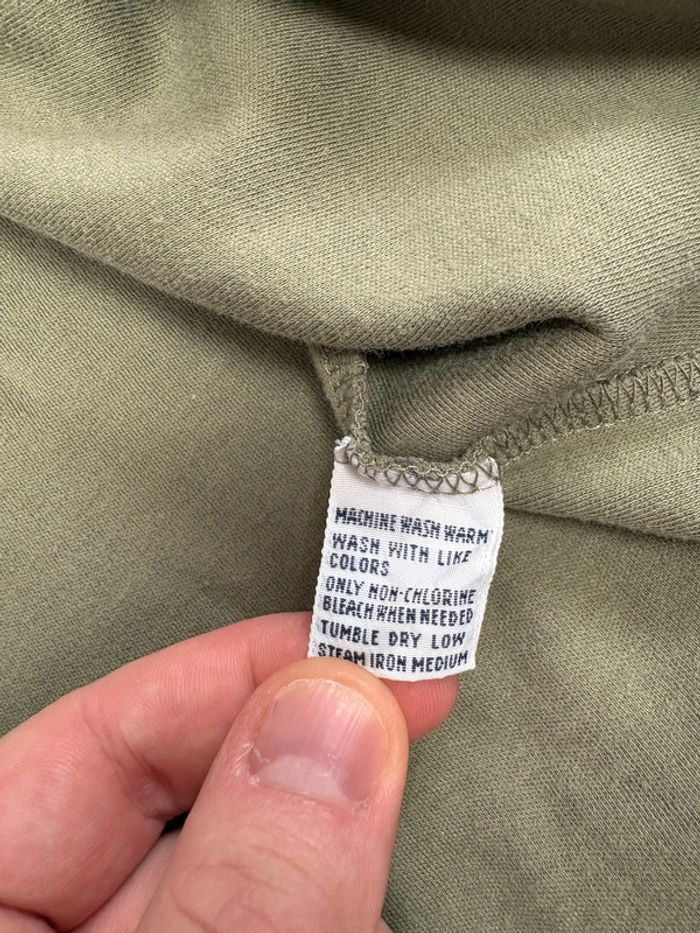 MACHINE WASH WARM
WASH WITH LIKE
COLORS
ONLY NON-CHLORINE
BLEACH WHEN NEEDED
TUMBLE DRY LOW
STEAM IRON MEDIUM